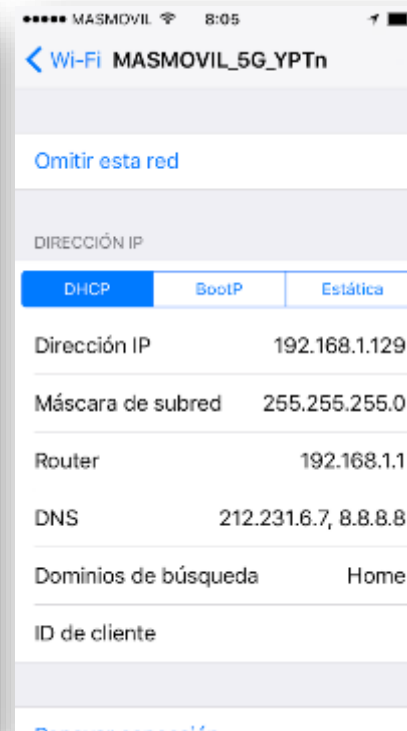 MASMOVIL 8:05
Wi-Fi MASMOVIL_5G_YPTn
Omitir esta red
DIRECCIÓN IP
DHCP BootP Estática
Dirección IP 192.168.1.129
Máscara de subred 255.255.255.0
Router 192.168.1.1
DNS 212.231.6.7, 8.8.8.8
Dominios de búsqueda Home
ID de cliente